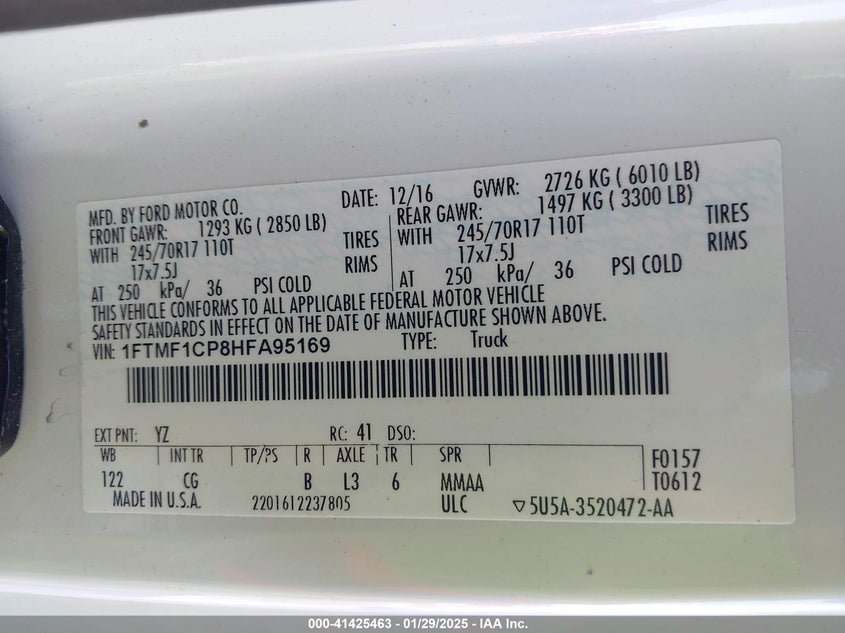 MFD. BY FORD MOTOR CO.
DATE: 12/16 GVWR: 2726 KG ( 6010 LB)
FRONT GAWR: 1293 KG ( 2850 LB)
WITH 245/70R17 110T TIRES
17x7.5J RIMS
AT 250 kPa/ 36 PSI COLD
REAR GAWR: 1497 KG ( 3300 LB)
WITH 245/70R17 110T TIRES
17x7.5J RIMS
AT 250 kPa/ 36 PSI COLD
THIS VEHICLE CONFORMS TO ALL APPLICABLE FEDERAL MOTOR VEHICLE
SAFETY STANDARDS IN EFFECT ON THE DATE OF MANUFACTURE SHOWN ABOVE.
VIN: 1FTMF1CP8HFA95169 TYPE: Truck
EXT PNT: YZ RC: 41 DSO:
WB INT TR TP/PS R AXLE TR SPR F0157
122 CG B L3 6 MMAA T0612
MADE IN U.S.A. 2201612237805 ULC ▽5U5A-3520472-AA
000-41425463 - 01/29/2025 - IAA Inc.